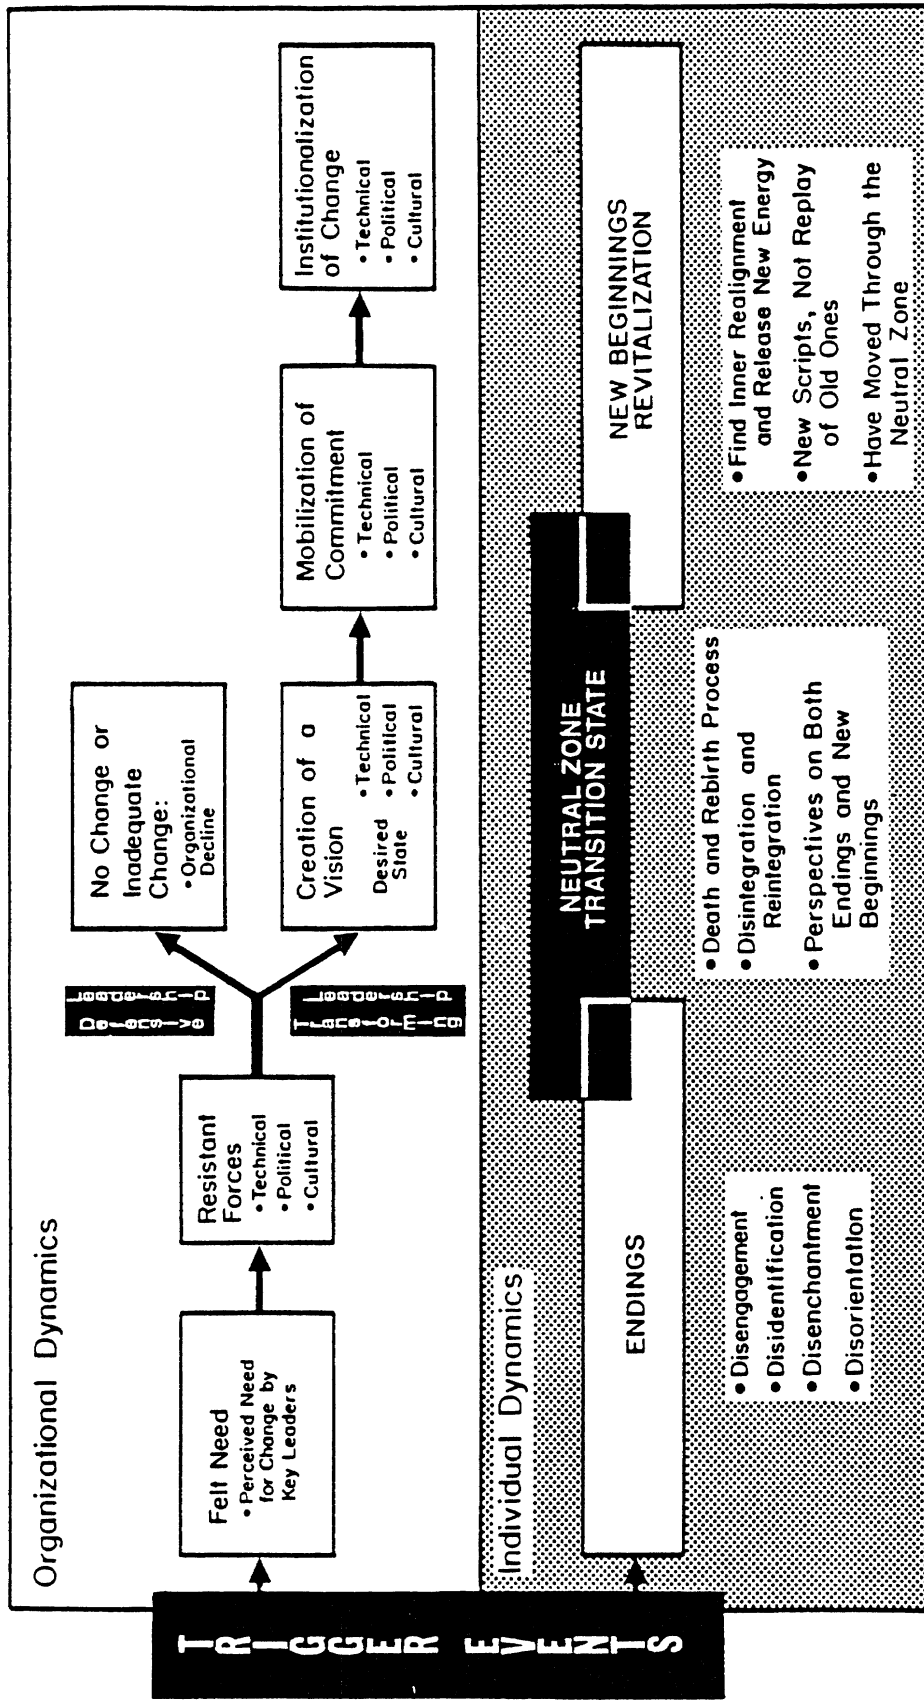 TRIGGER EVENTS
Organizational Dynamics
Felt Need
• Perceived Need
for Change by
Key Leaders
Resistant
Forces
• Technical
• Political
• Cultural
Defensive
Leadership
Transforming
Leadership
No Change or
Inadequate
Change:
• Organizational
Decline
Creation of a
Vision
Desired
State
• Technical
• Political
• Cultural
Mobilization of
Commitment
• Technical
• Political
• Cultural
Institutionalization
of Change
• Technical
• Political
• Cultural
Individual Dynamics
ENDINGS
• Disengagement
• Disidentification
• Disenchantment
• Disorientation
NEUTRAL ZONE
TRANSITION STATE
• Death and Rebirth Process
• Disintegration and
Reintegration
• Perspectives on Both
Endings and New
Beginnings
NEW BEGINNINGS
REVITALIZATION
• Find Inner Realignment
and Release New Energy
• New Scripts, Not Replay
of Old Ones
• Have Moved Through the
Neutral Zone